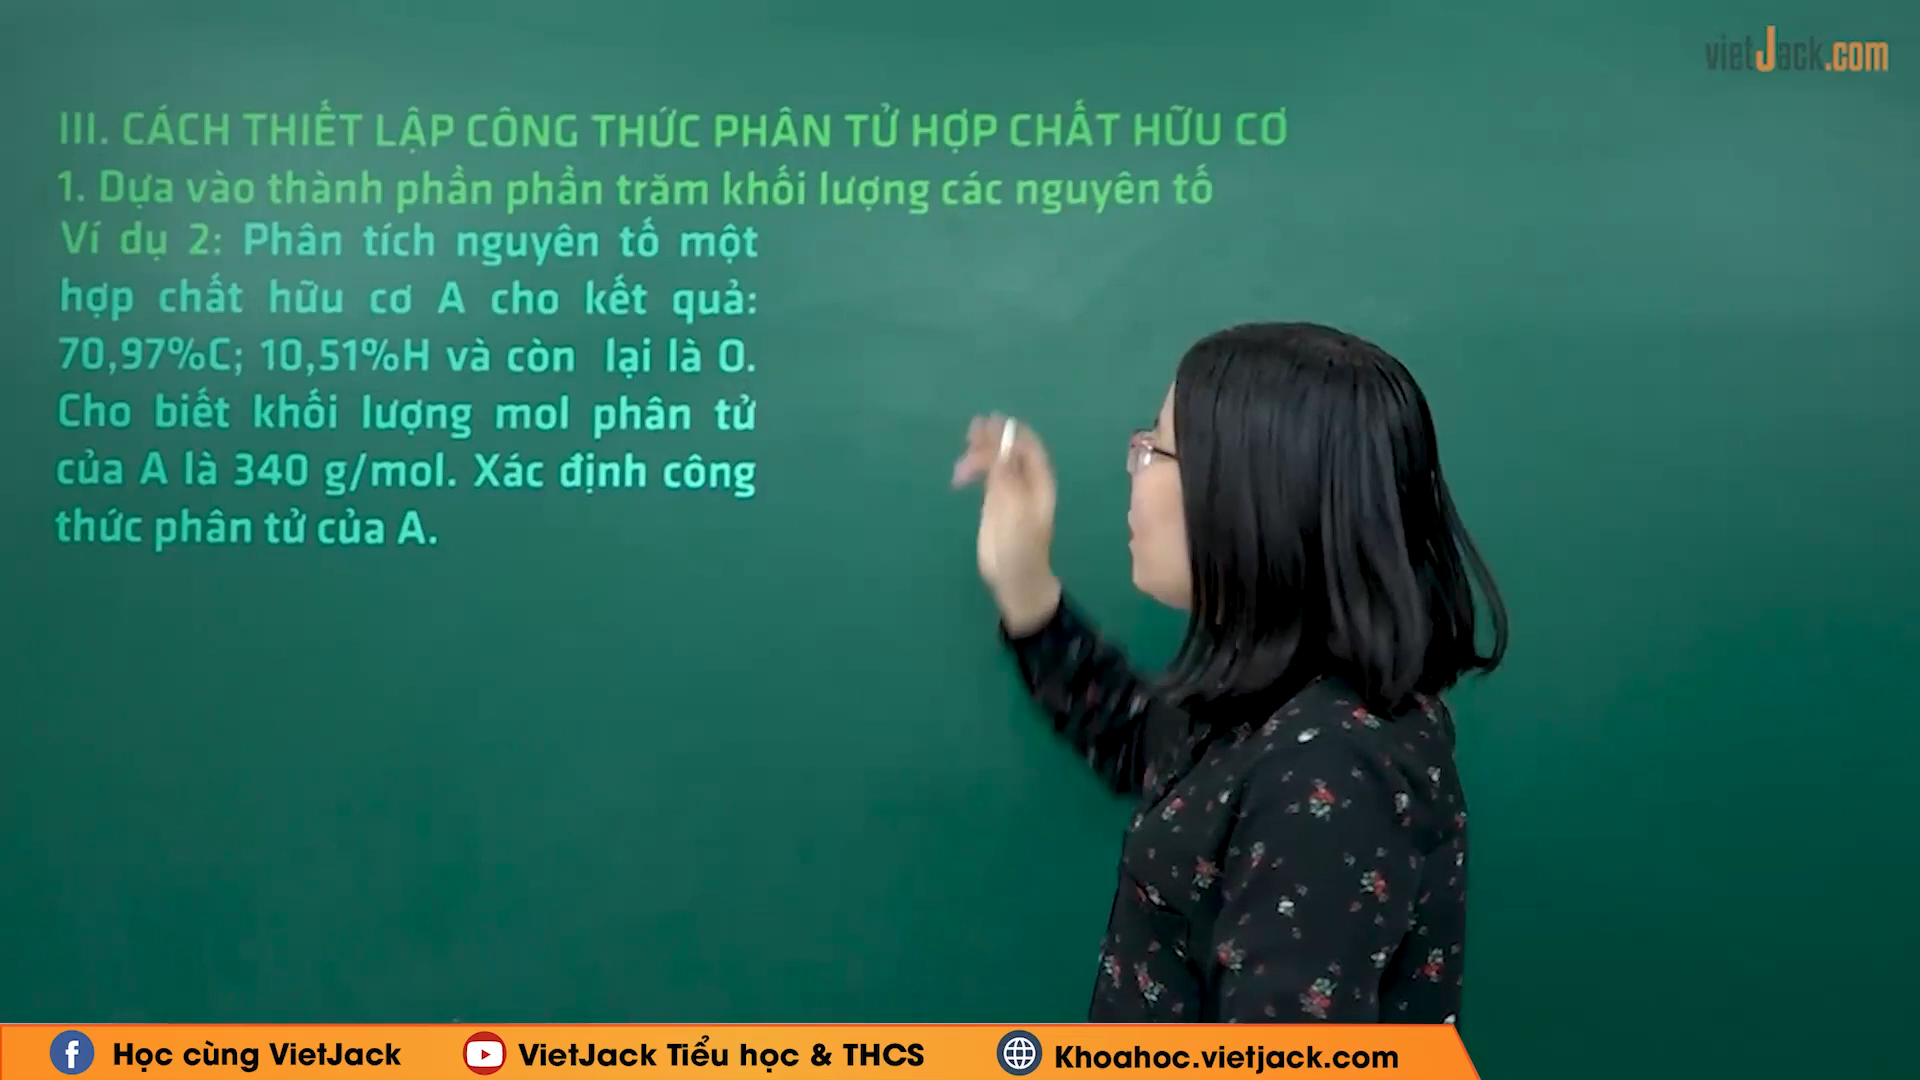 vietJack.com
III. CÁCH THIẾT LẬP CÔNG THỨC PHÂN TỬ HỢP CHẤT HỮU CƠ
1. Dựa vào thành phần phần trăm khối lượng các nguyên tố
Ví dụ 2: Phân tích nguyên tố một
hợp chất hữu cơ A cho kết quả:
70,97%C; 10,51%H và còn lại là O.
Cho biết khối lượng mol phân tử
của A là 340 g/mol. Xác định công
thức phân tử của A.
Học cùng VietJack
VietJack Tiểu học & THCS
Khoahoc.vietjack.com